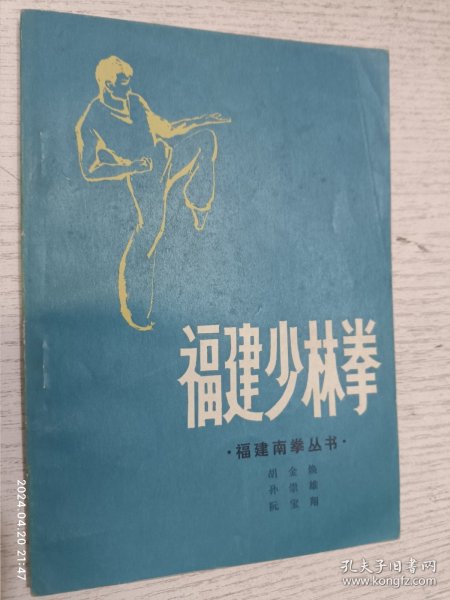 福建少林拳
·福建南拳丛书·
胡金焕
孙崇雄
阮宝翔
2024.04.20 21:47
孔夫子旧书网
www.kongfz.com